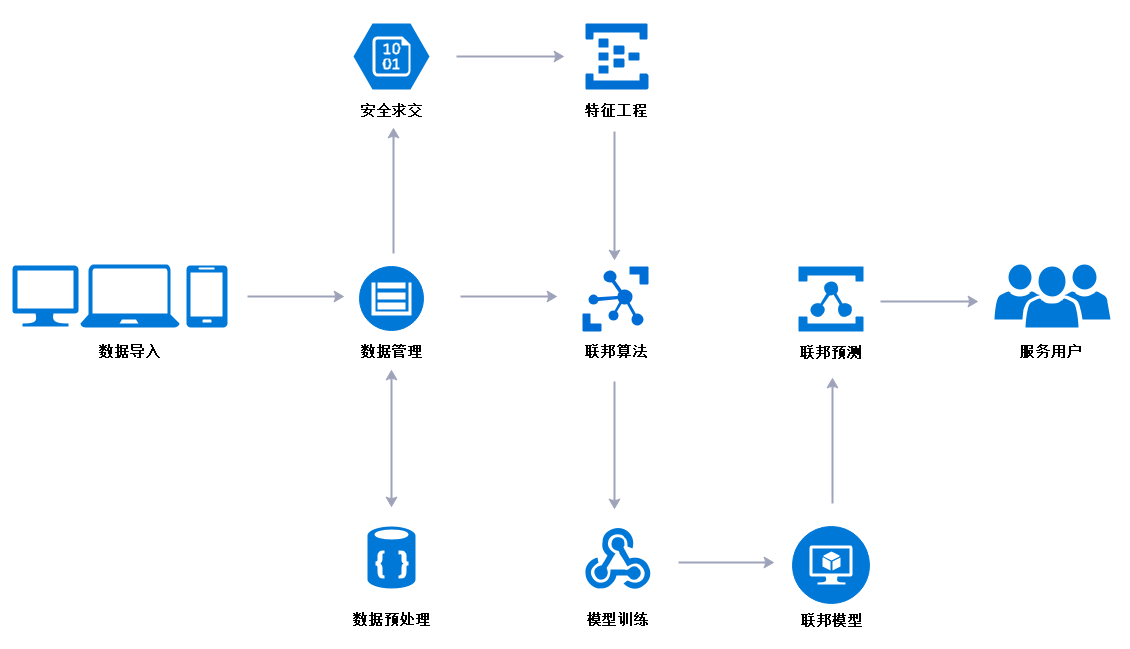 10
01
安全求交
特征工程
数据导入
数据管理
联邦算法
联邦预测
服务用户
{ }
数据预处理
模型训练
联邦模型